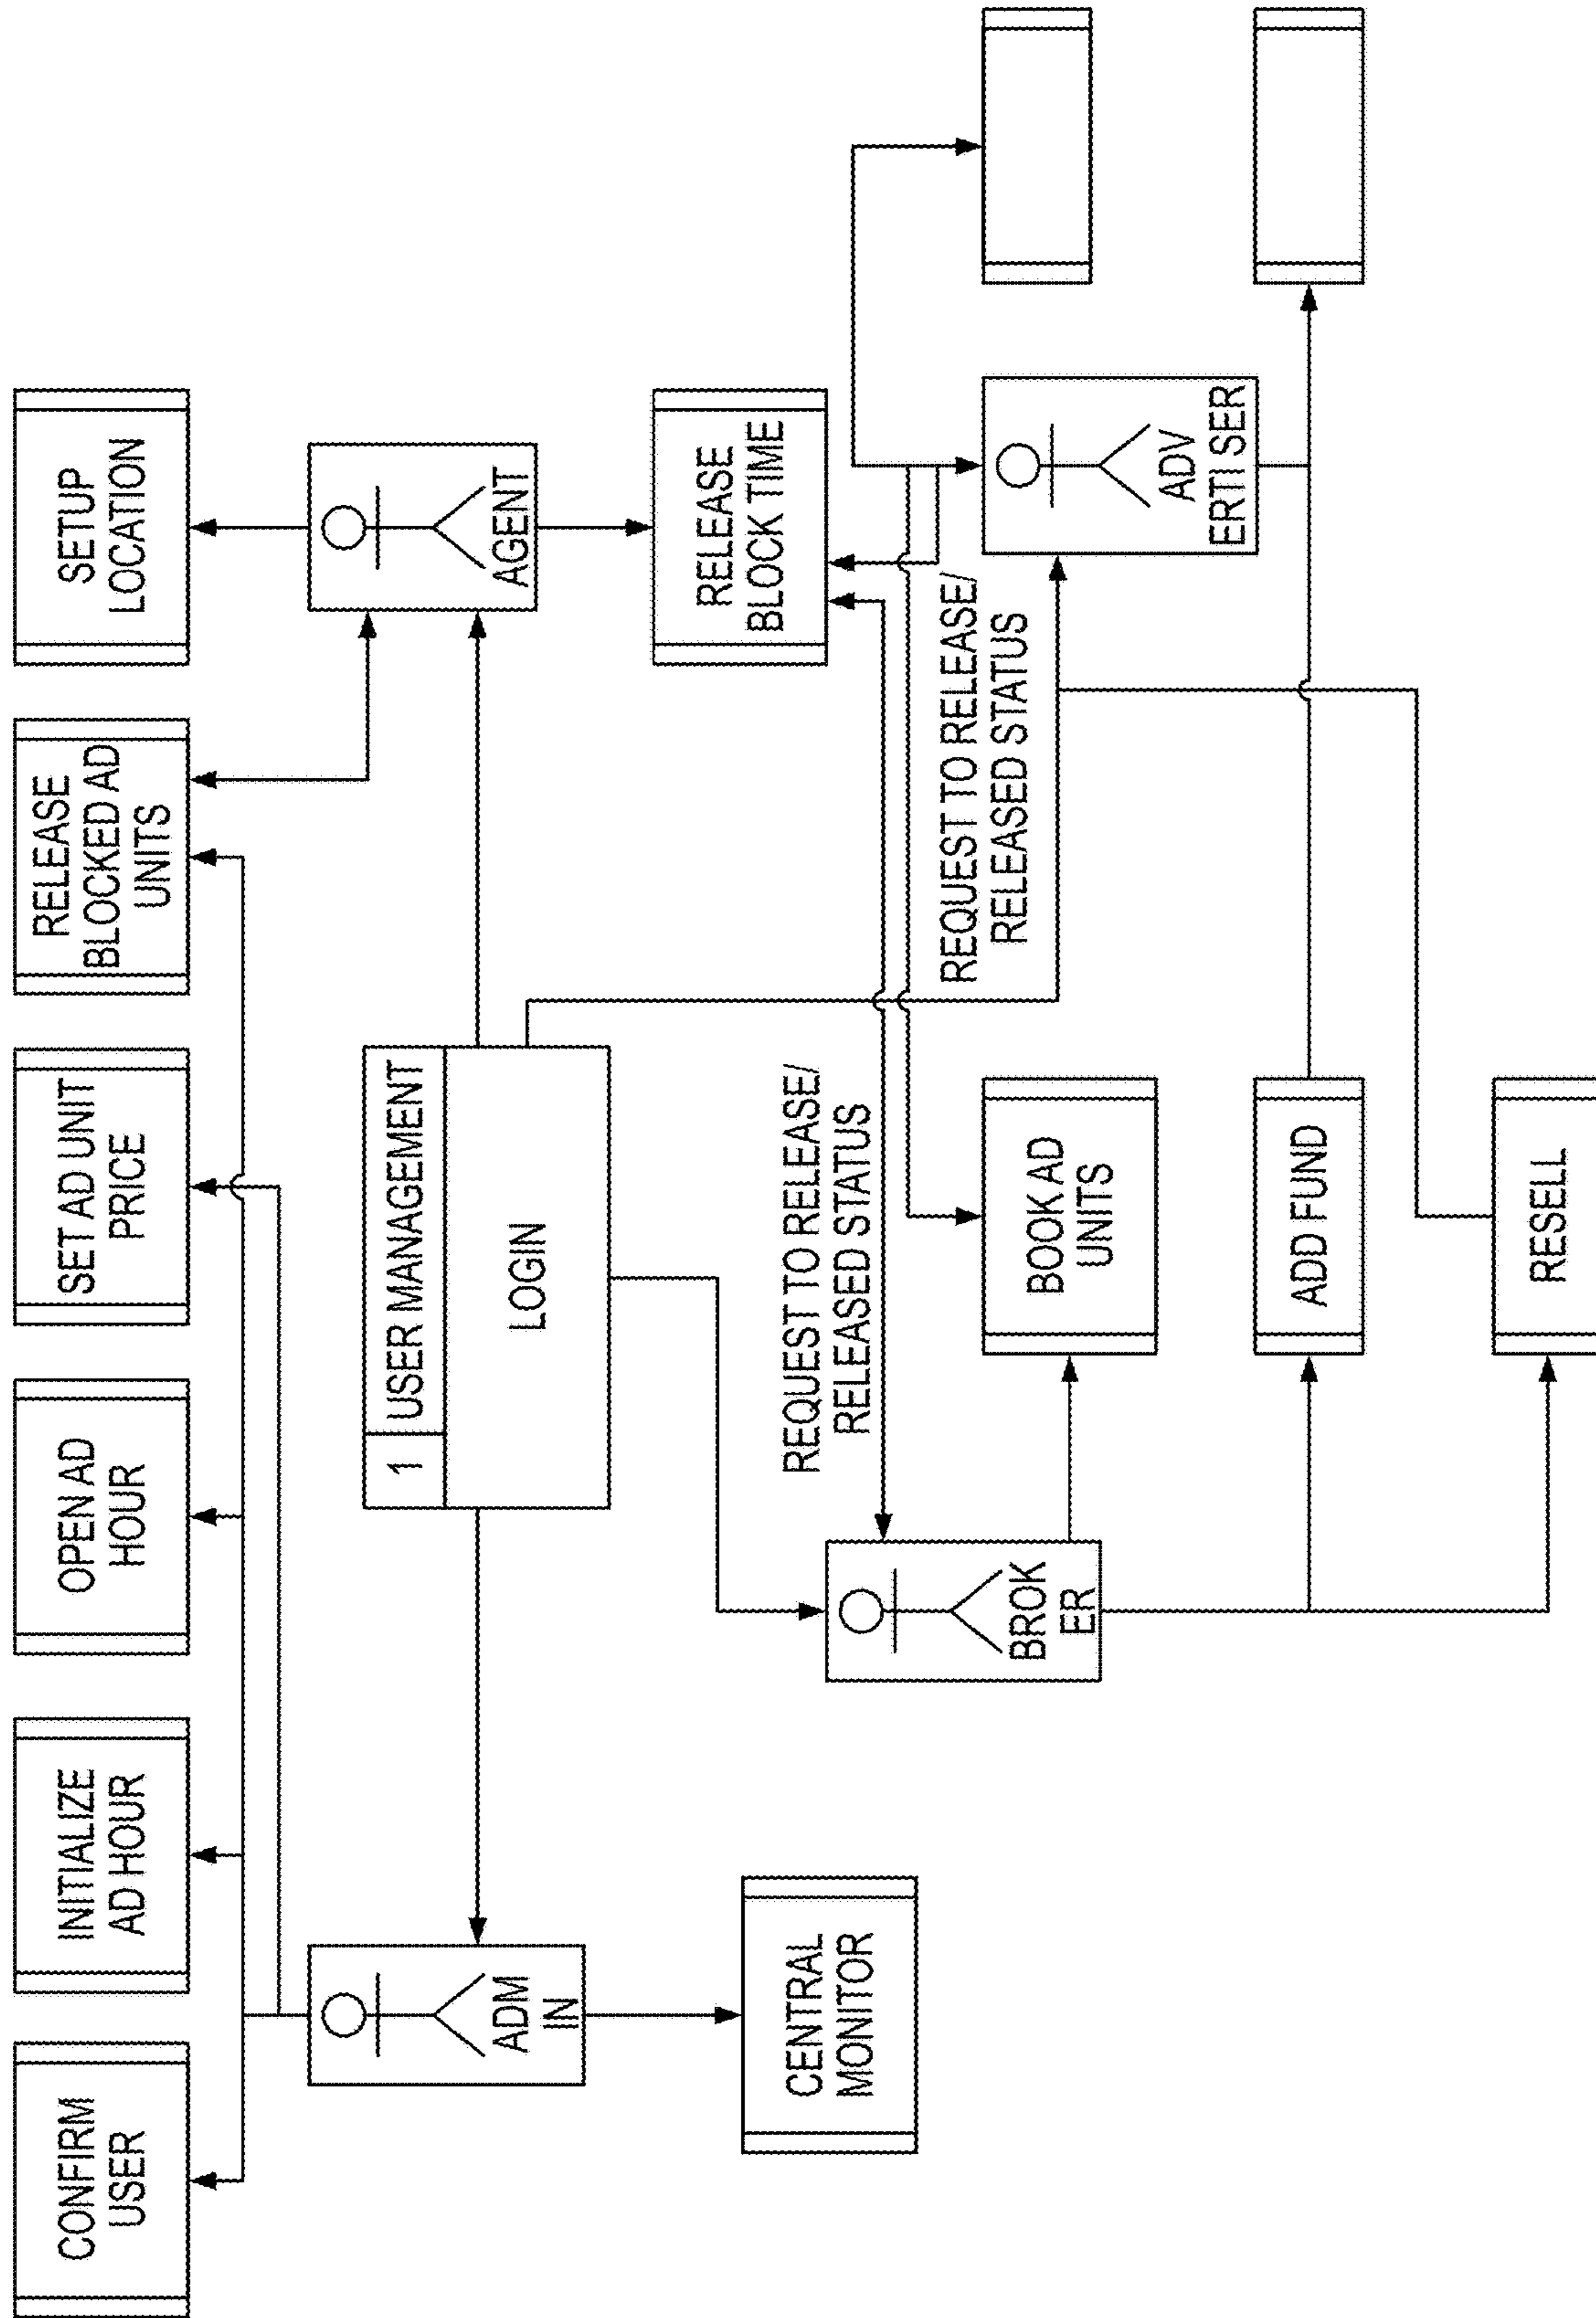 CONFIRM
USER
INITIALIZE
AD HOUR
OPEN AD
HOUR
SET AD UNIT
PRICE
RELEASE
BLOCKED AD
UNITS
SETUP
LOCATION
ADM
IN
1
USER MANAGEMENT
LOGIN
AGENT
CENTRAL
MONITOR
RELEASE
BLOCK TIME
REQUEST TO RELEASE/
RELEASED STATUS
REQUEST TO RELEASE/
RELEASED STATUS
BROK
ER
BOOK AD
UNITS
ADV
ERTI SER
ADD FUND
RESELL